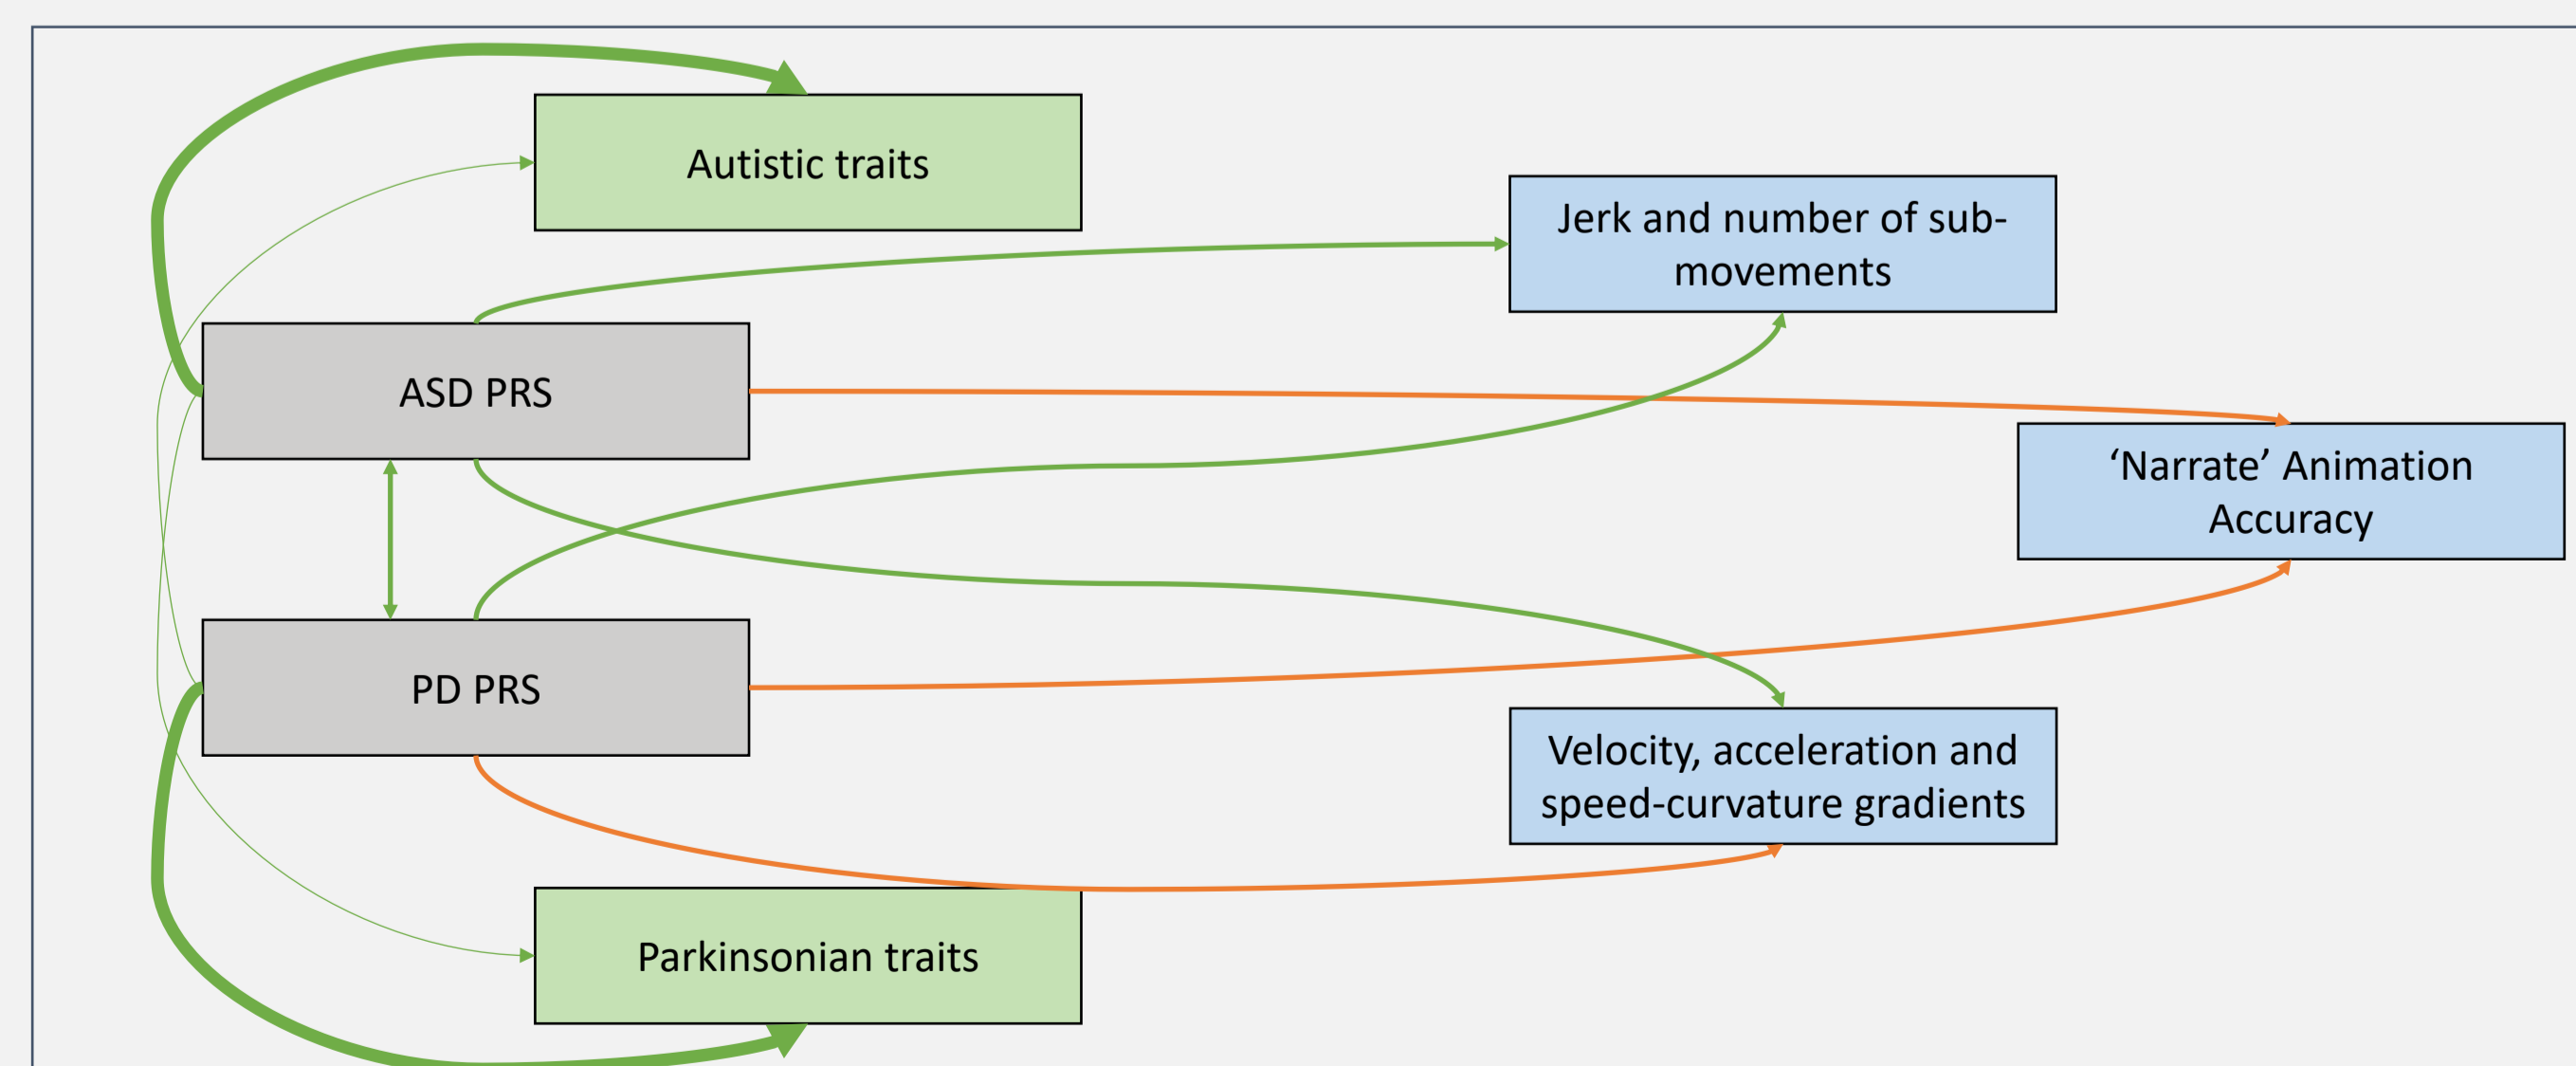 Autistic traits
Jerk and number of sub-
movements
ASD PRS
‘Narrate’ Animation
Accuracy
PD PRS
Velocity, acceleration and
speed-curvature gradients
Parkinsonian traits